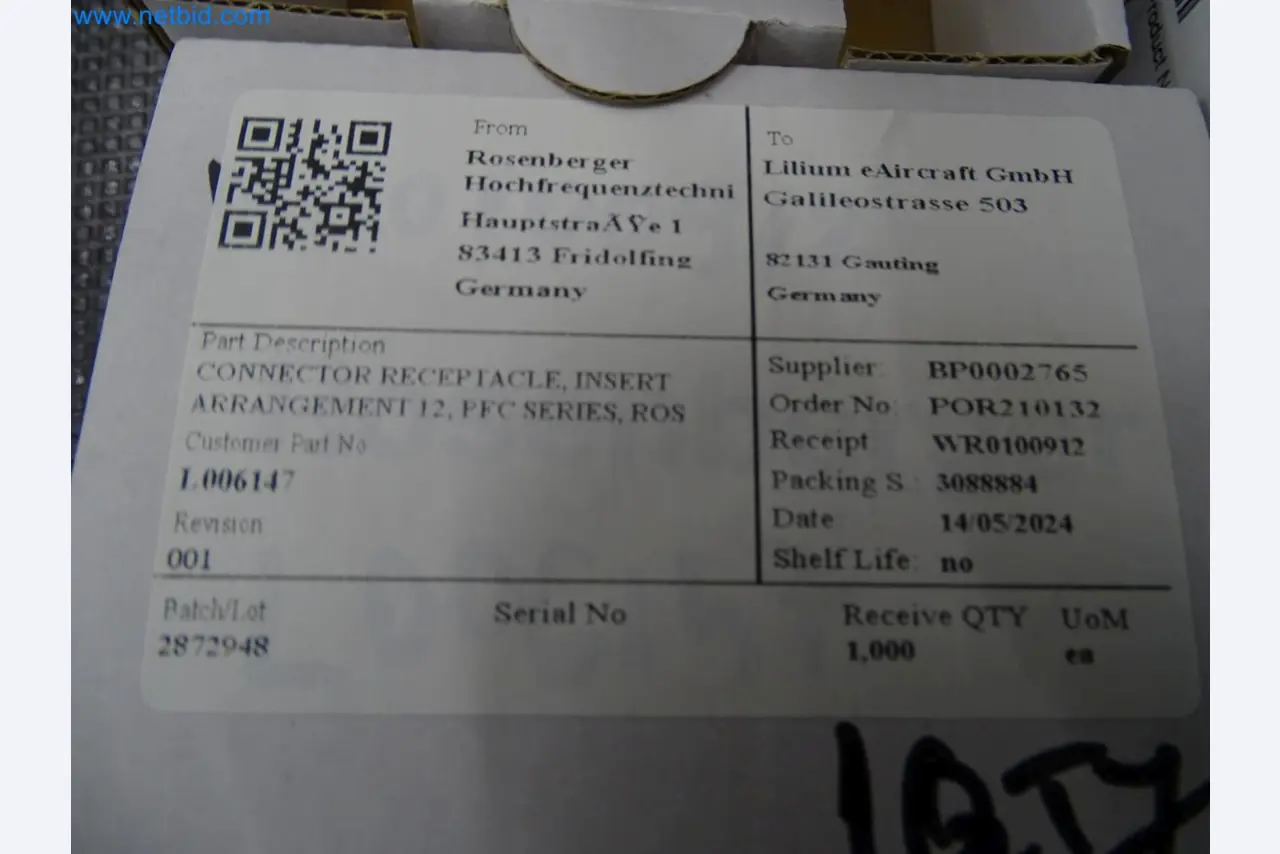 www.netbid.com
roduct
From
Rosenberger
Hochfrequenztechni
HauptstraÃŸe 1
83413 Fridolfing
Germany
To
Lilium eAircraft GmbH
Galileostrasse 503
82131 Gauting
Germany
Part Description
CONNECTOR RECEPTACLE, INSERT
ARRANGEMENT 12, PFC SERIES, ROS
Customer Part No
L006147
Revision
001
Supplier: BP0002765
Order No: POR210132
Receipt WR0100912
Packing S : 3088884
Date 14/05/2024
Shelf Life: no
Batch/Lot Serial No Receive QTY UoM
2872948 1,000 ea
1QTY